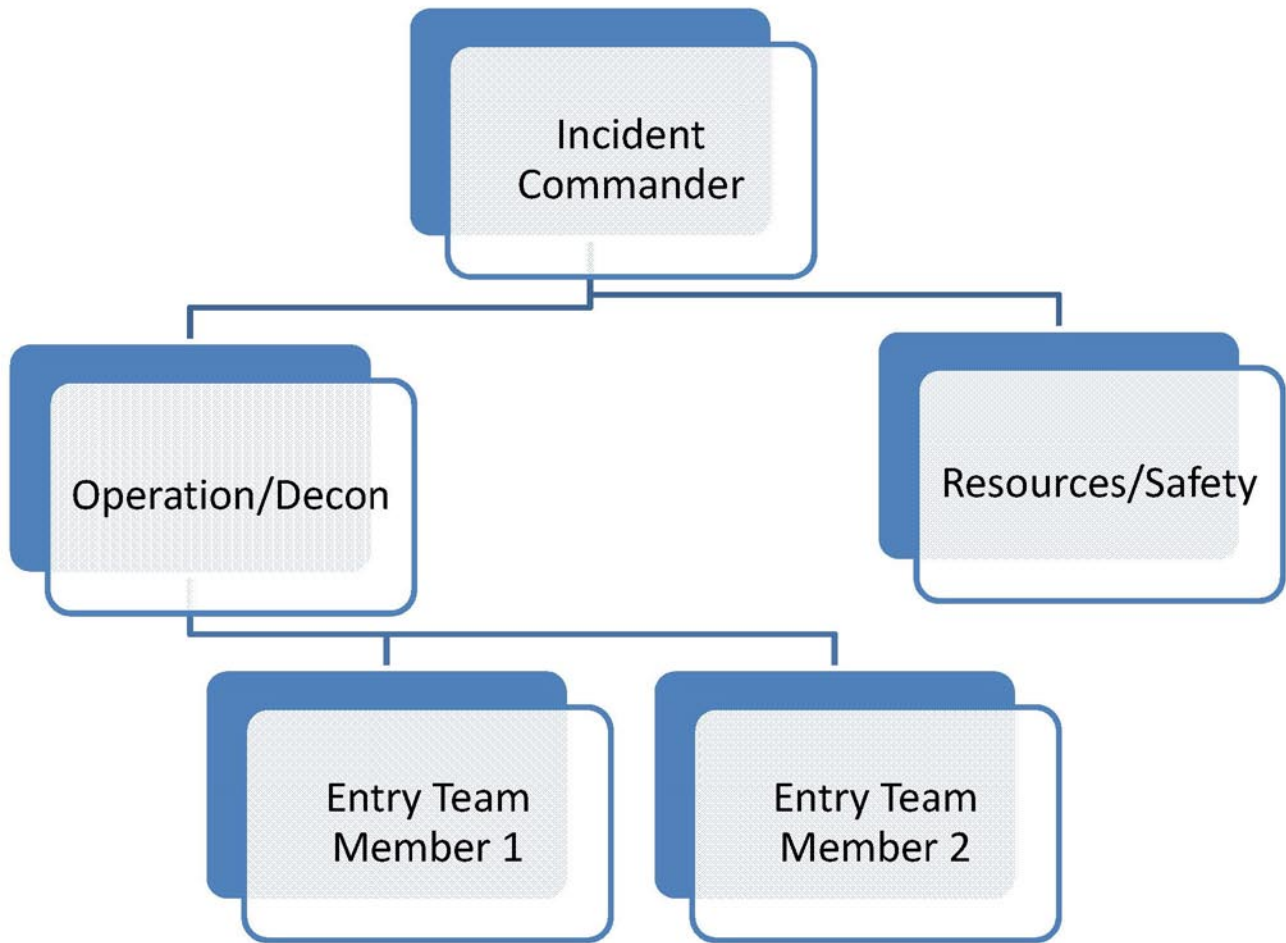 Incident
Commander
Operation/Decon
Resources/Safety
Entry Team
Member 1
Entry Team
Member 2